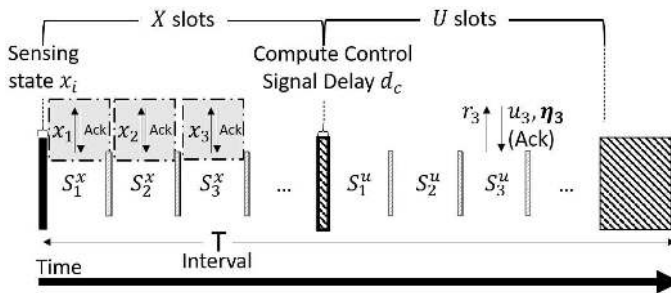 X slots
U slots
Sensing state x_i
Compute Control Signal Delay d_c
x_1 Ack x_2 Ack x_3 Ack
r_3 u_3, η_3 (Ack)
S_1^x S_2^x S_3^x ... S_1^u S_2^u S_3^u ...
T
Interval
Time